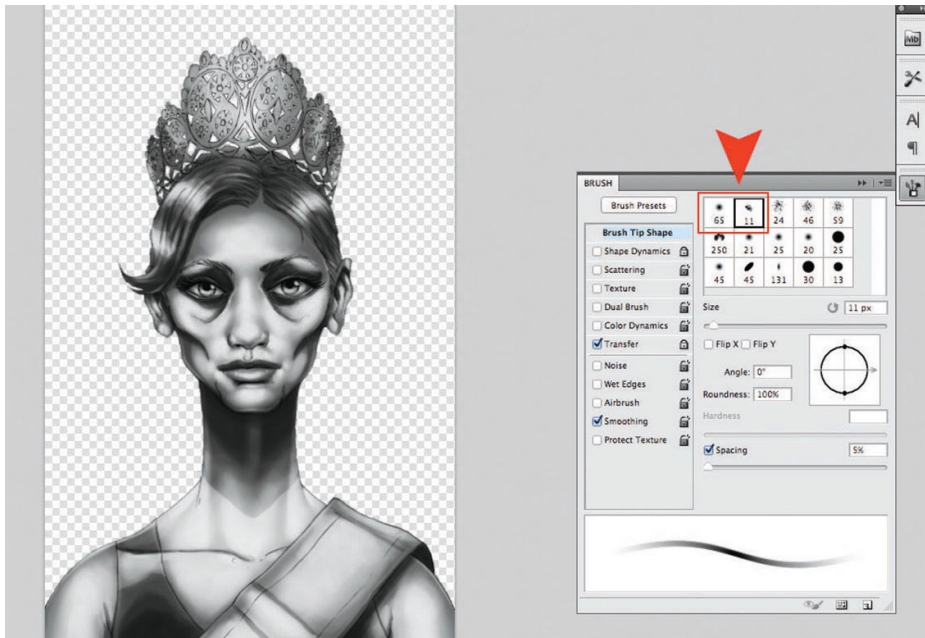 BRUSH
Brush Presets
65 11 24 46 59
250 21 25 20 25
45 45 131 30 13
Brush Tip Shape
Shape Dynamics
Scattering
Texture
Dual Brush
Color Dynamics
Transfer
Noise
Wet Edges
Airbrush
Smoothing
Protect Texture
Size 11 px
Flip X Flip Y
Angle: 0°
Roundness: 100%
Hardness
Spacing 5%
Mb
A
¶